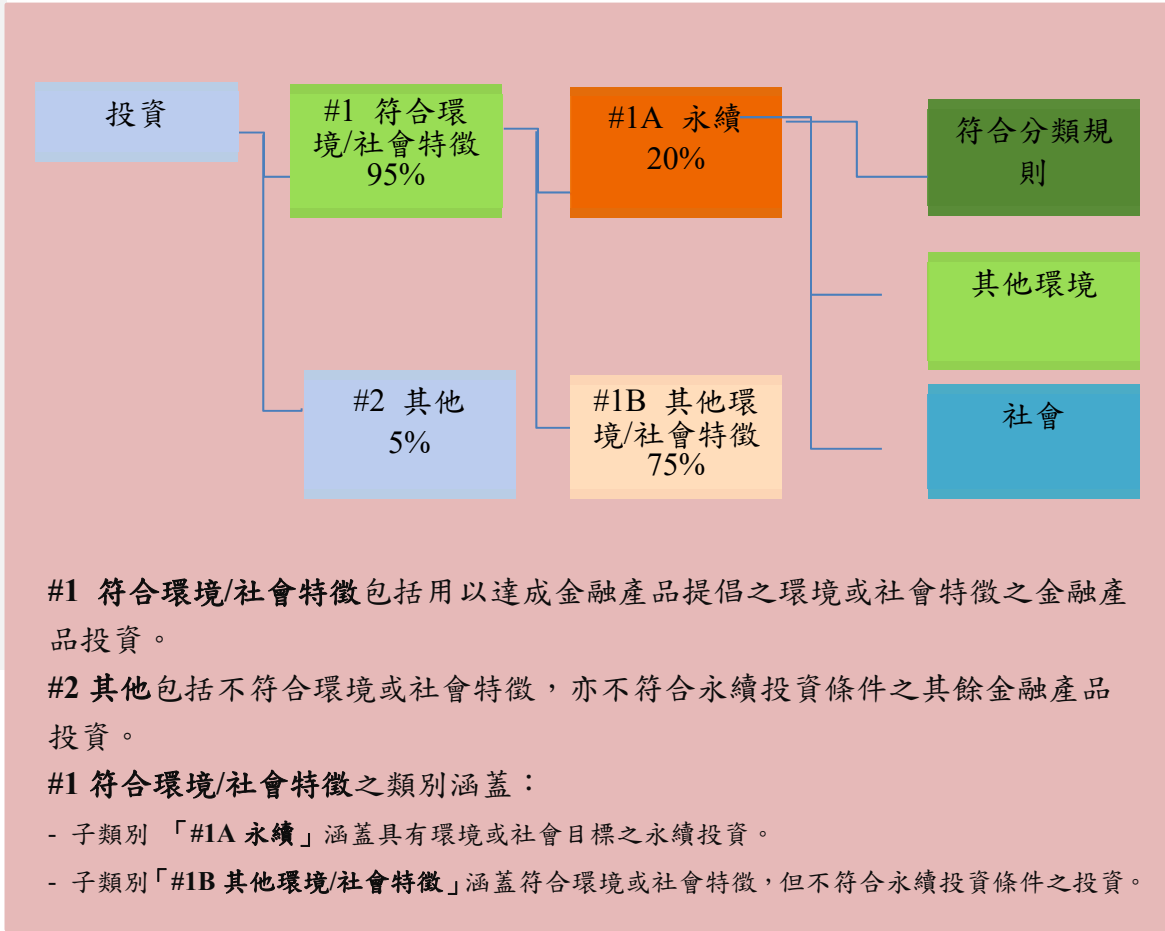 投資
#1 符合環
境/社會特徵
95%
#1A 永續
20%
符合分類規
則
其他環境
#2 其他
5%
#1B 其他環
境/社會特徵
75%
社會
#1 符合環境/社會特徵包括用以達成金融產品提倡之環境或社會特徵之金融產
品投資。
#2 其他包括不符合環境或社會特徵，亦不符合永續投資條件之其餘金融產品
投資。
#1 符合環境/社會特徵之類別涵蓋：
- 子類別 「#1A 永續」涵蓋具有環境或社會目標之永續投資。
- 子類別「#1B 其他環境/社會特徵」涵蓋符合環境或社會特徵，但不符合永續投資條件之投資。